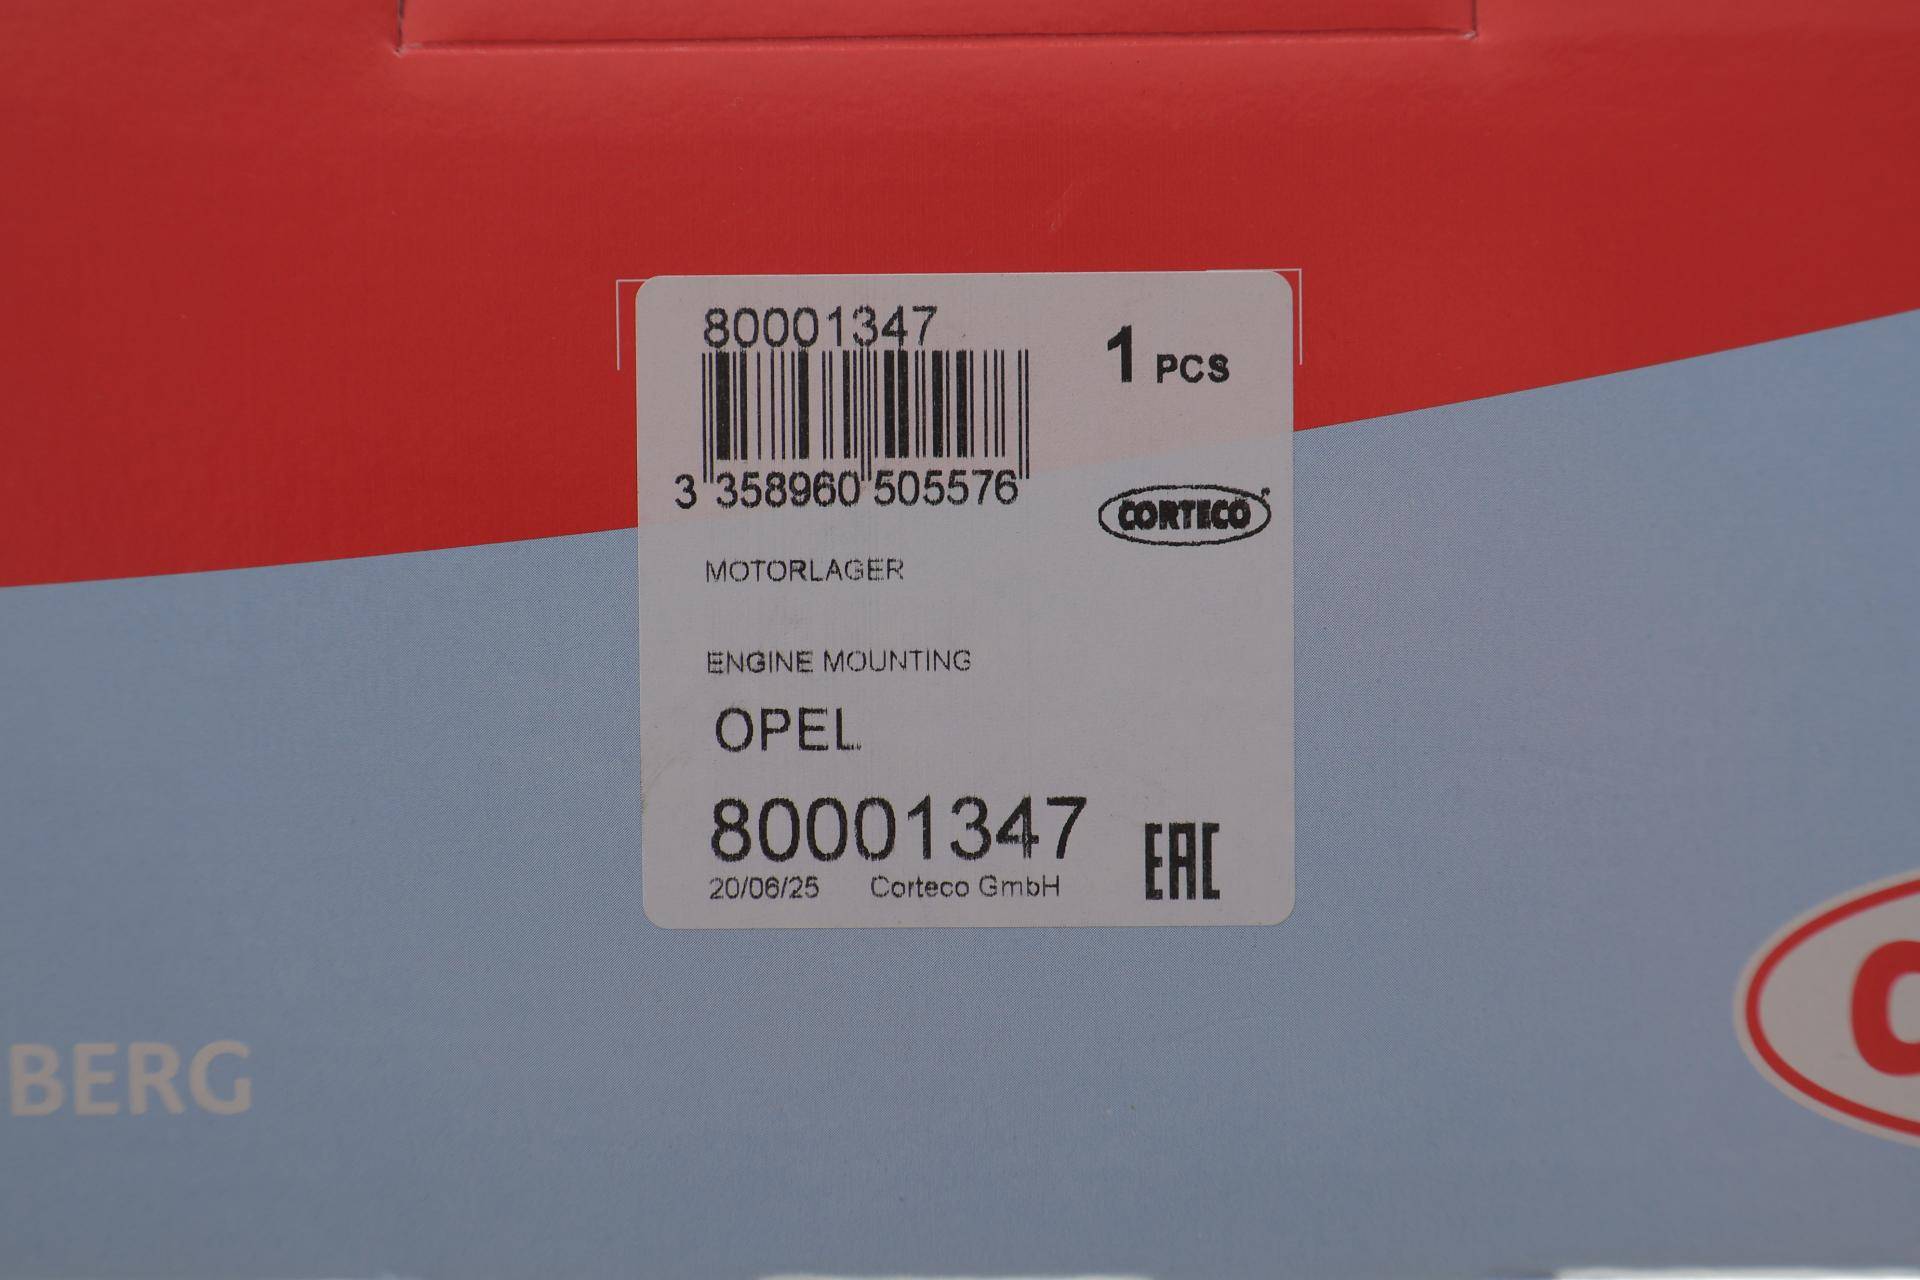 80001347
1 PCS
3 358960 505576
CORTECO
MOTORLAGER
ENGINE MOUNTING
OPEL
80001347
20/06/25 Corteco GmbH
EAC
BERG
C